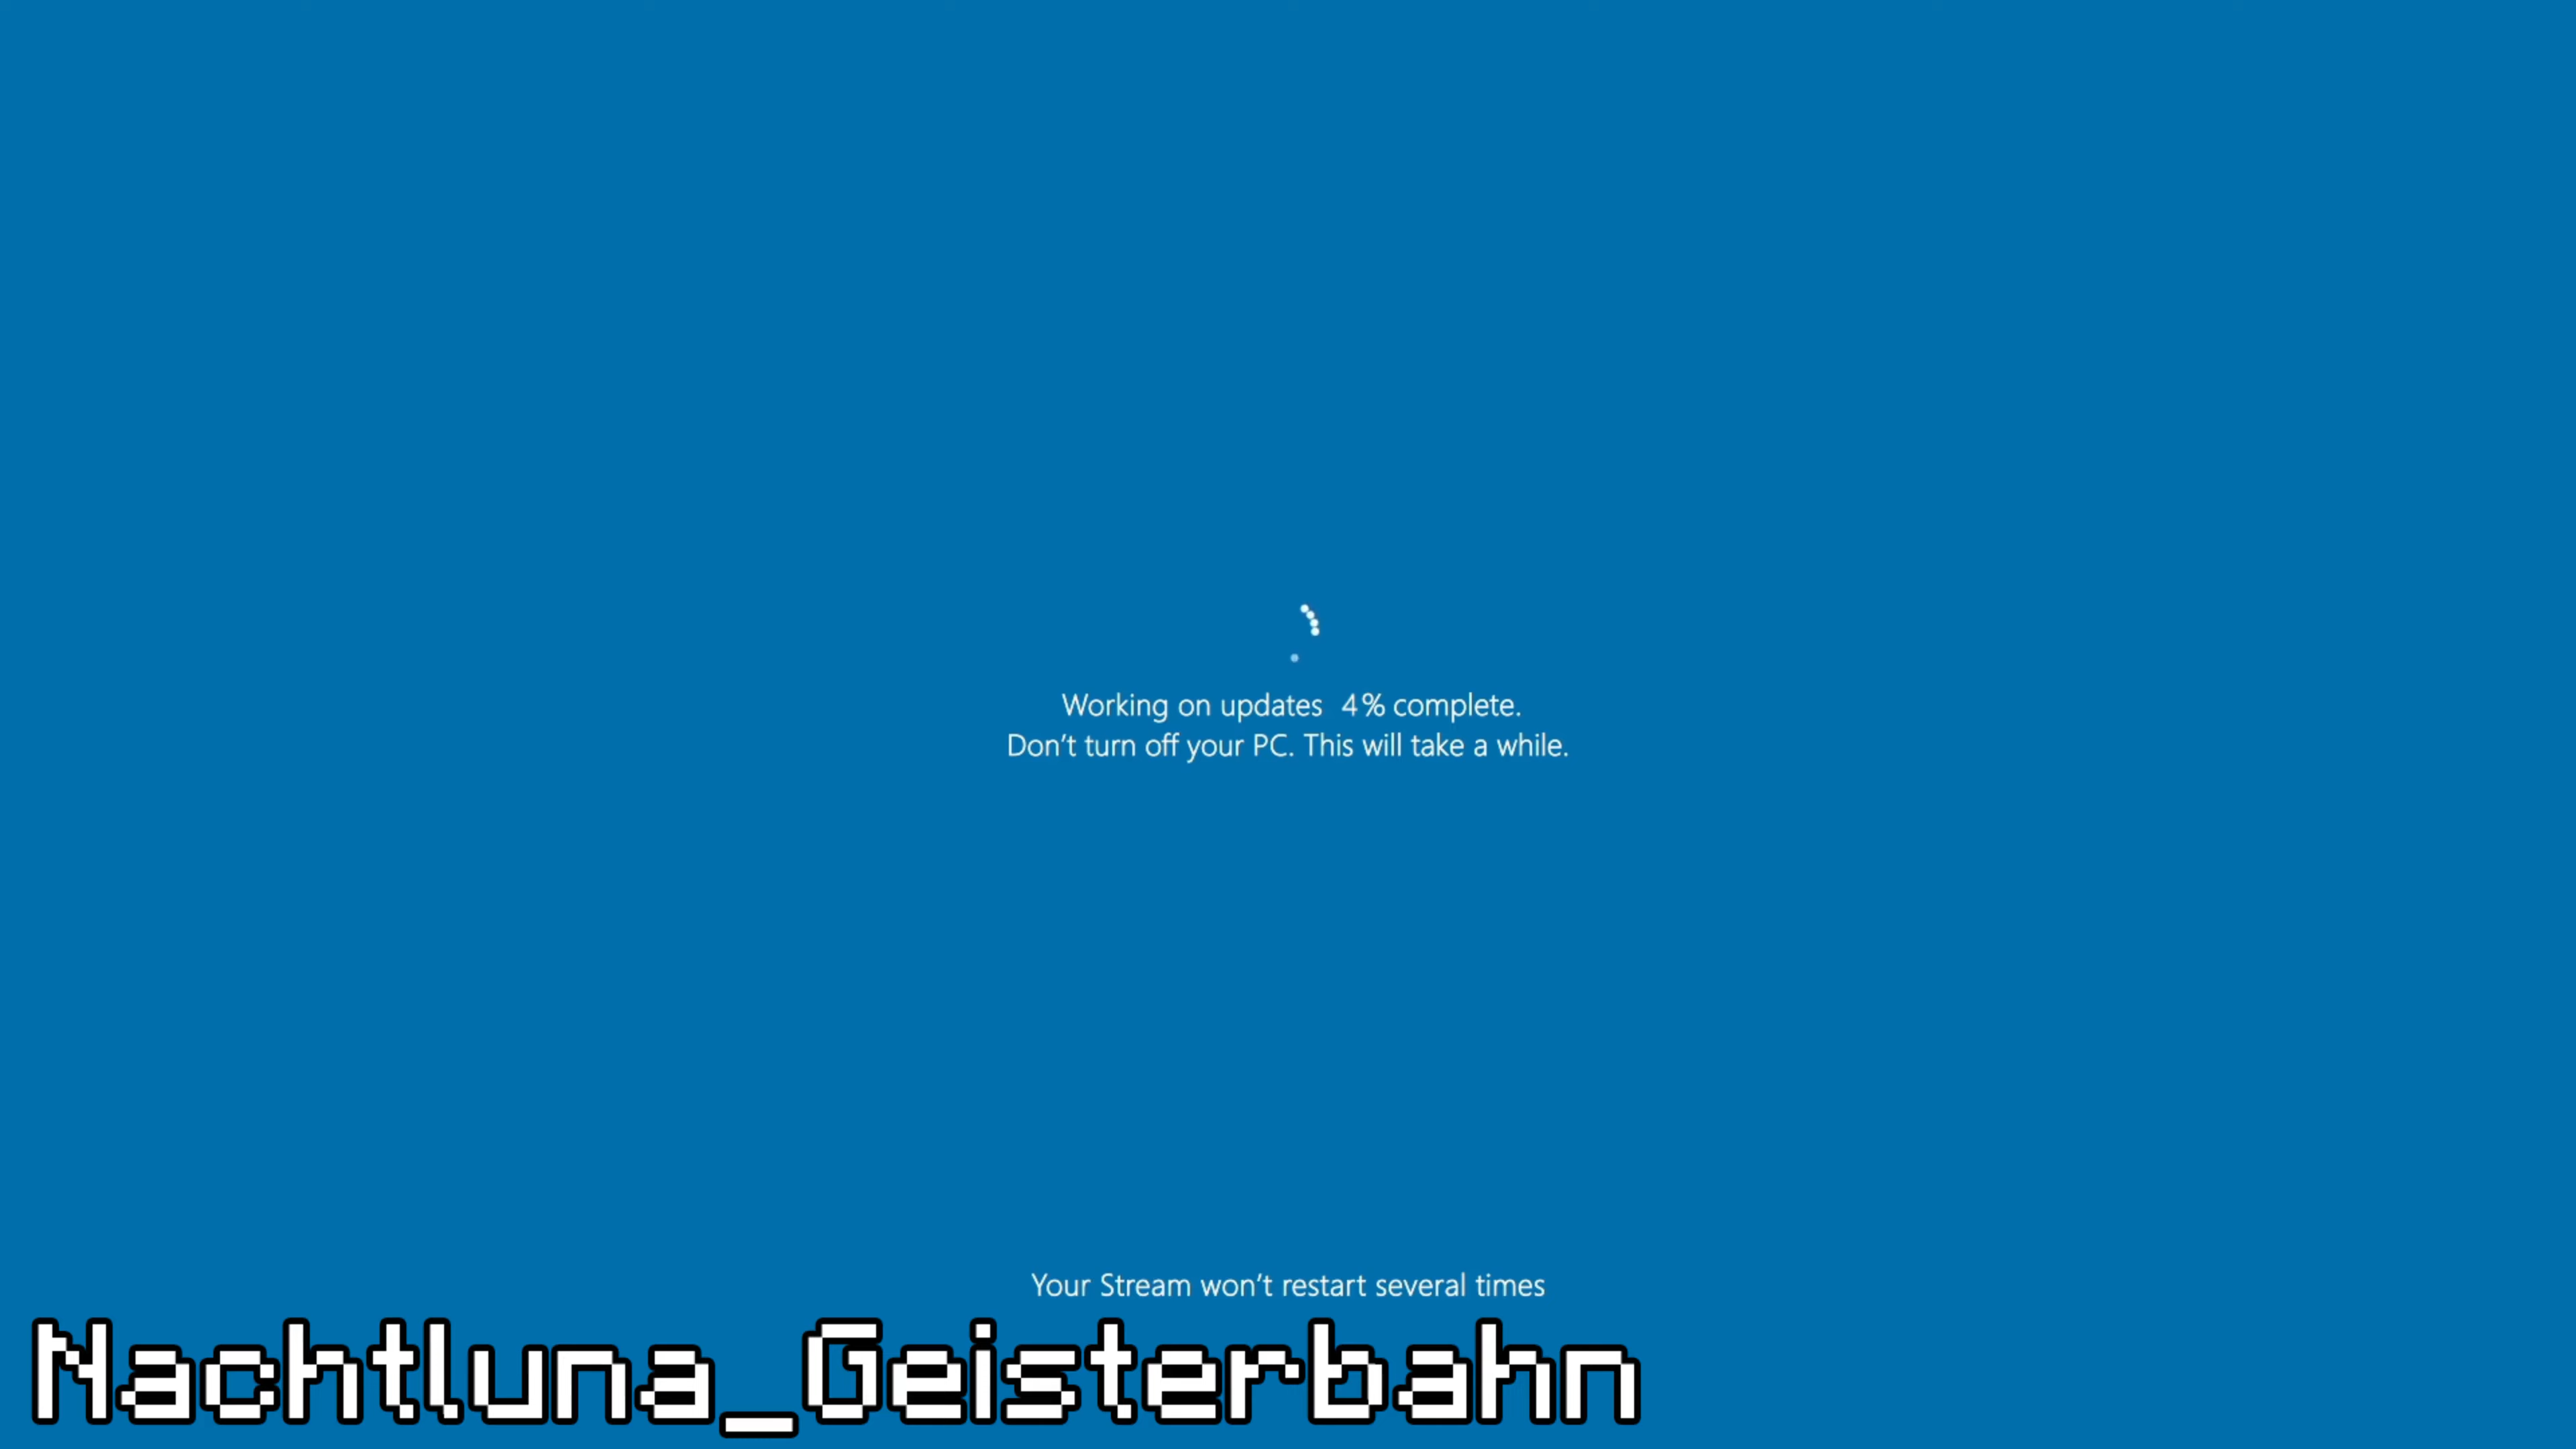 Working on updates 4% complete.
Don't turn off your PC. This will take a while.
Your Stream won't restart several times
Nachtluna_Geisterbahn